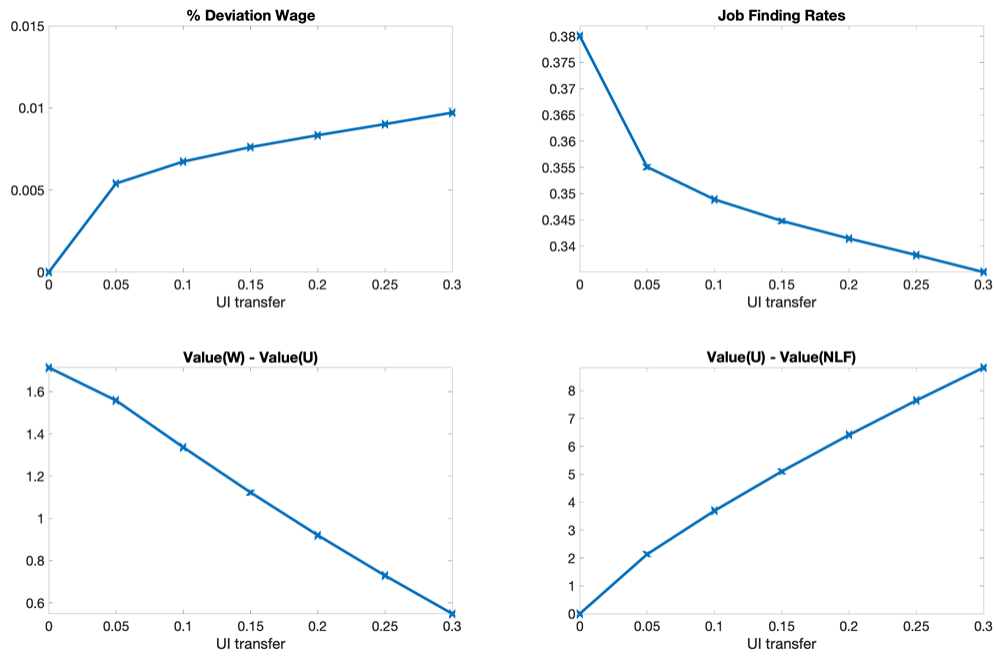 % Deviation Wage
0.015
0.01
0.005
0
0 0.05 0.1 0.15 0.2 0.25 0.3
UI transfer
Job Finding Rates
0.38
0.375
0.37
0.365
0.36
0.355
0.35
0.345
0.34
0 0.05 0.1 0.15 0.2 0.25 0.3
UI transfer
Value(W) - Value(U)
1.6
1.4
1.2
1
0.8
0.6
0 0.05 0.1 0.15 0.2 0.25 0.3
UI transfer
Value(U) - Value(NLF)
8
7
6
5
4
3
2
1
0
0 0.05 0.1 0.15 0.2 0.25 0.3
UI transfer